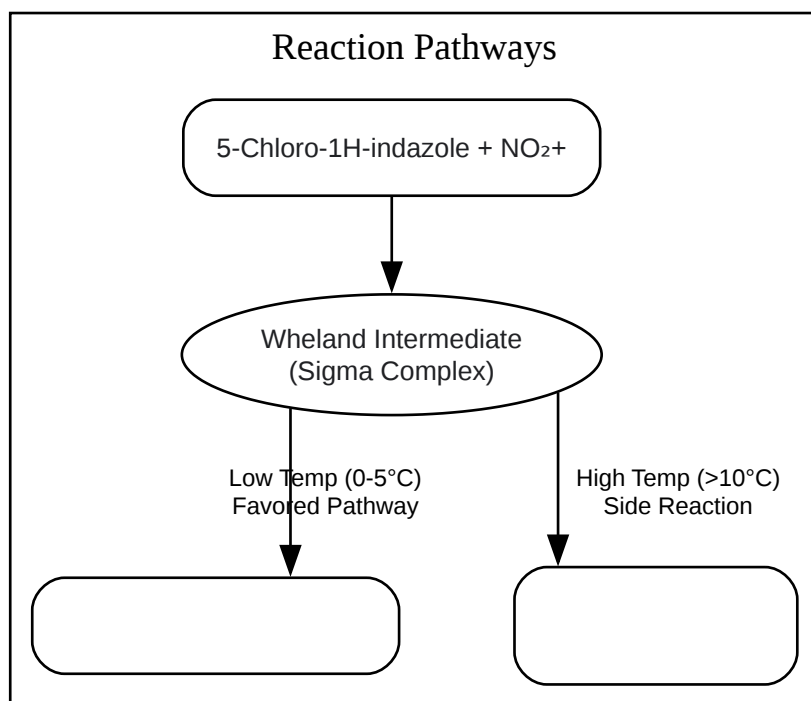 Reaction Pathways
5-Chloro-1H-indazole + NO₂+
Wheland Intermediate
(Sigma Complex)
Low Temp (0-5°C)
Favored Pathway
High Temp (>10°C)
Side Reaction